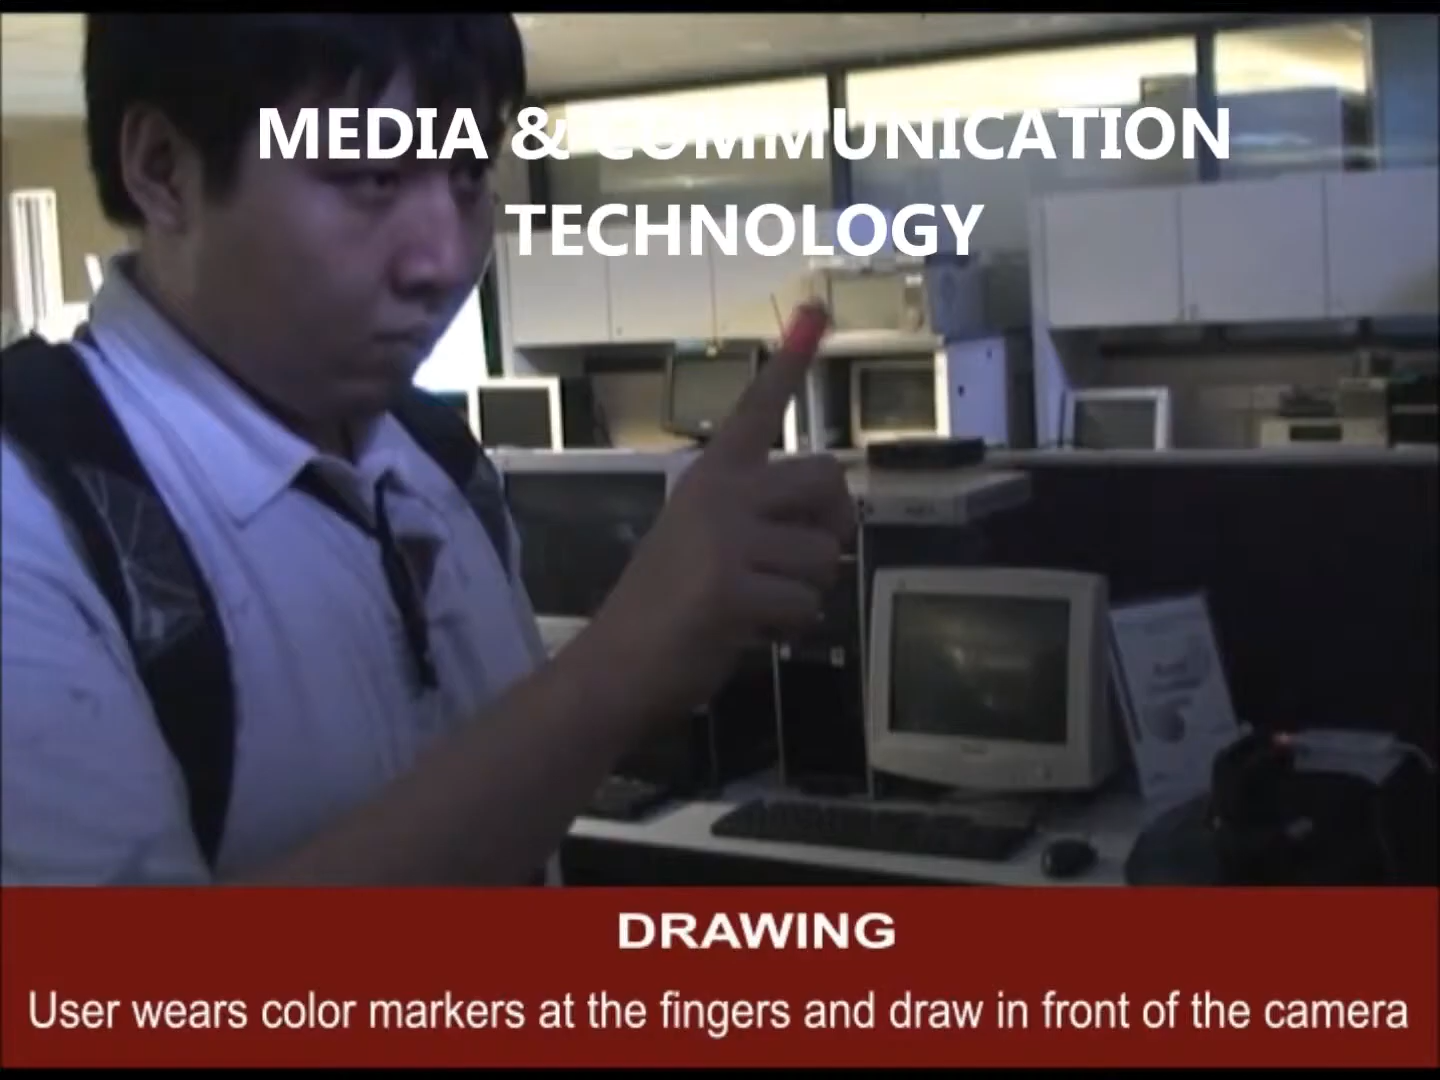 MEDIA & COMMUNICATION
TECHNOLOGY
DRAWING
User wears color markers at the fingers and draw in front of the camera